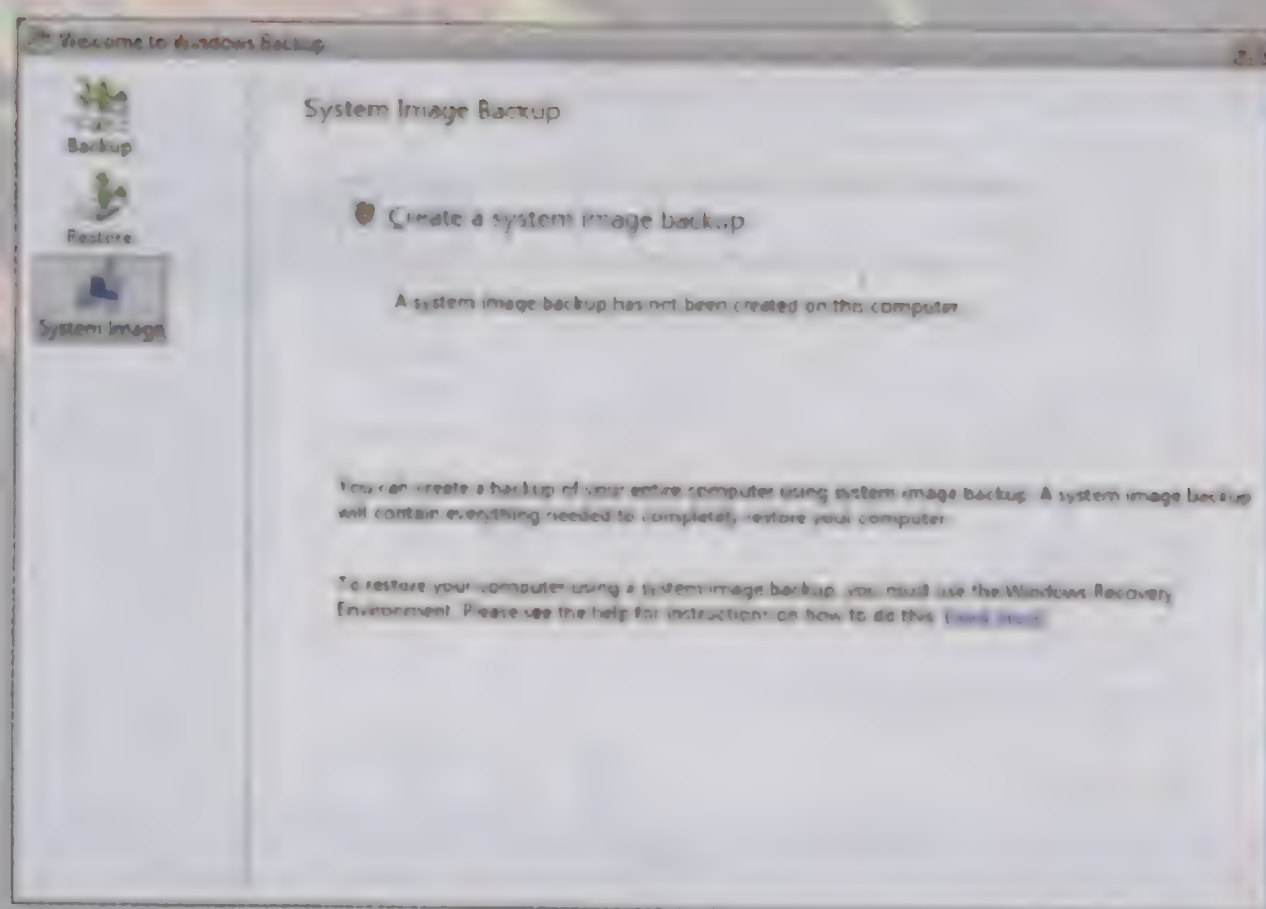 Welcome to Windows Backup
Backup
Restore
System Image
System Image Backup
Create a system image backup
A system image backup has not been created on this computer.
You can create a backup of your entire computer using system image backup. A system image backup
will contain everything needed to completely restore your computer.
To restore your computer using a system image backup, you must use the Windows Recovery
Environment. Please see the help for instructions on how to do this.